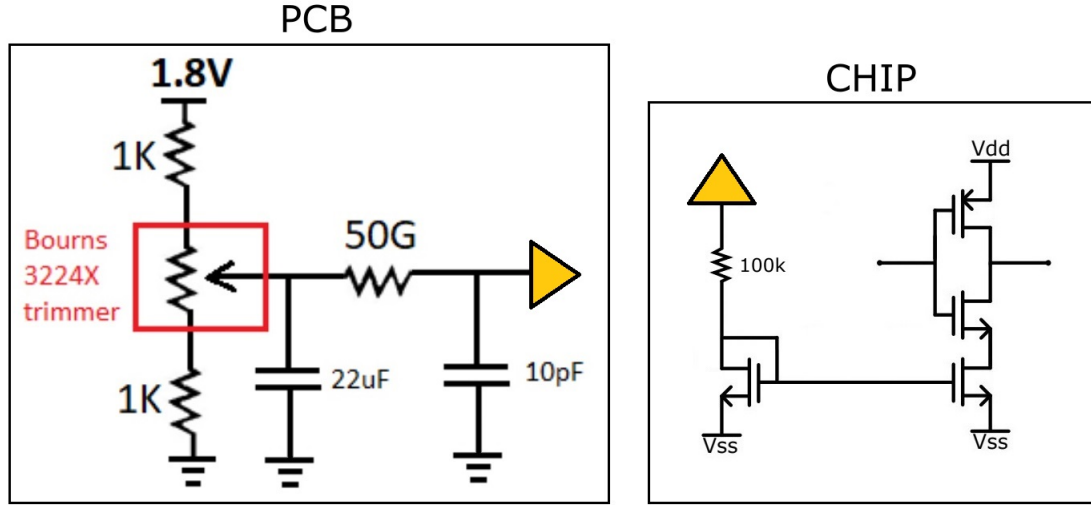 PCB
1.8V
1K
Bourns
3224X
trimmer
50G
22uF
10pF
1K
CHIP
Vdd
100k
Vss
Vss